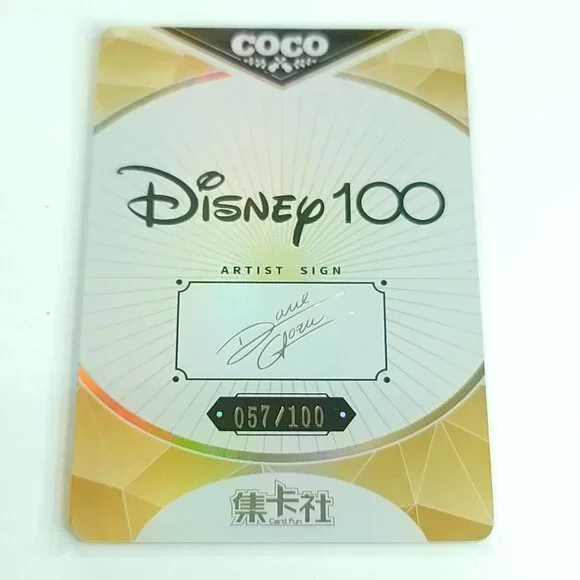 COCO
Disney 100
ARTIST SIGN
057/100
集卡社
Card Fun